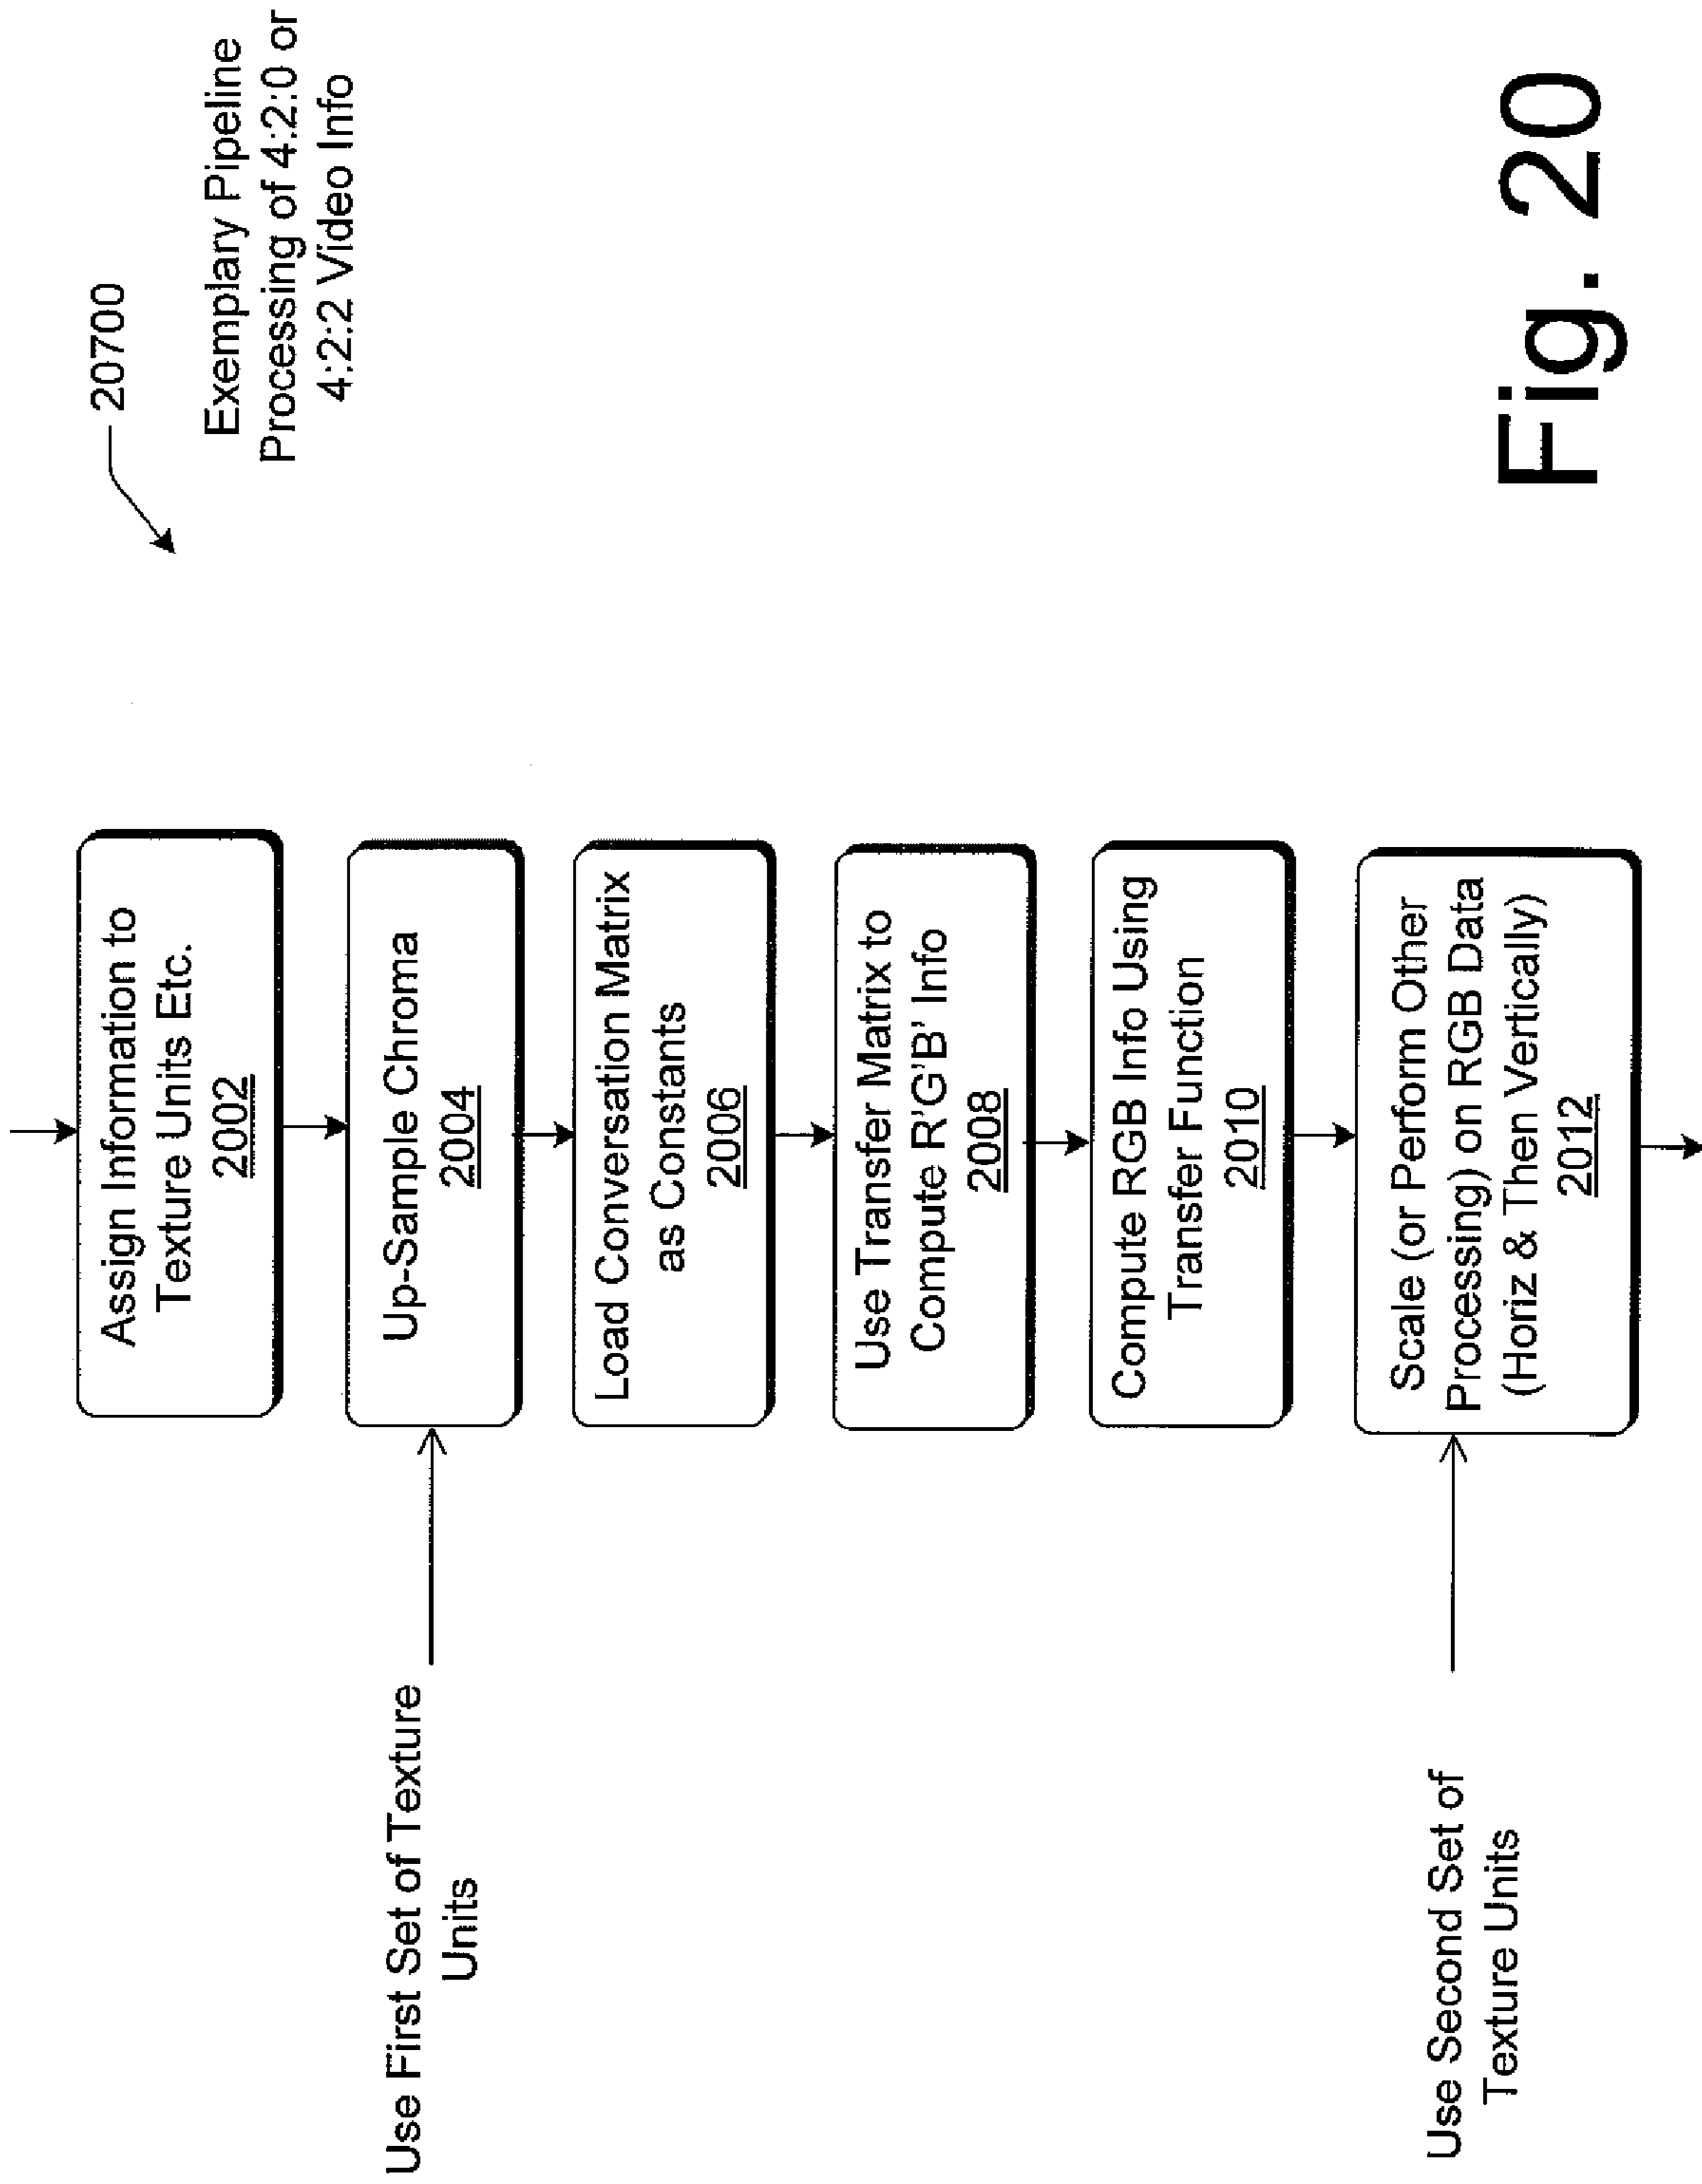 20700
Exemplary Pipeline
Processing of 4:2:0 or
4:2:2 Video Info
Assign Information to
Texture Units Etc.
2002
Use First Set of Texture
Units
Up-Sample Chroma
2004
Load Conversation Matrix
as Constants
2006
Use Transfer Matrix to
Compute R'G'B' Info
2008
Compute RGB Info Using
Transfer Function
2010
Use Second Set of
Texture Units
Scale (or Perform Other
Processing) on RGB Data
(Horiz & Then Vertically)
2012
Fig. 20